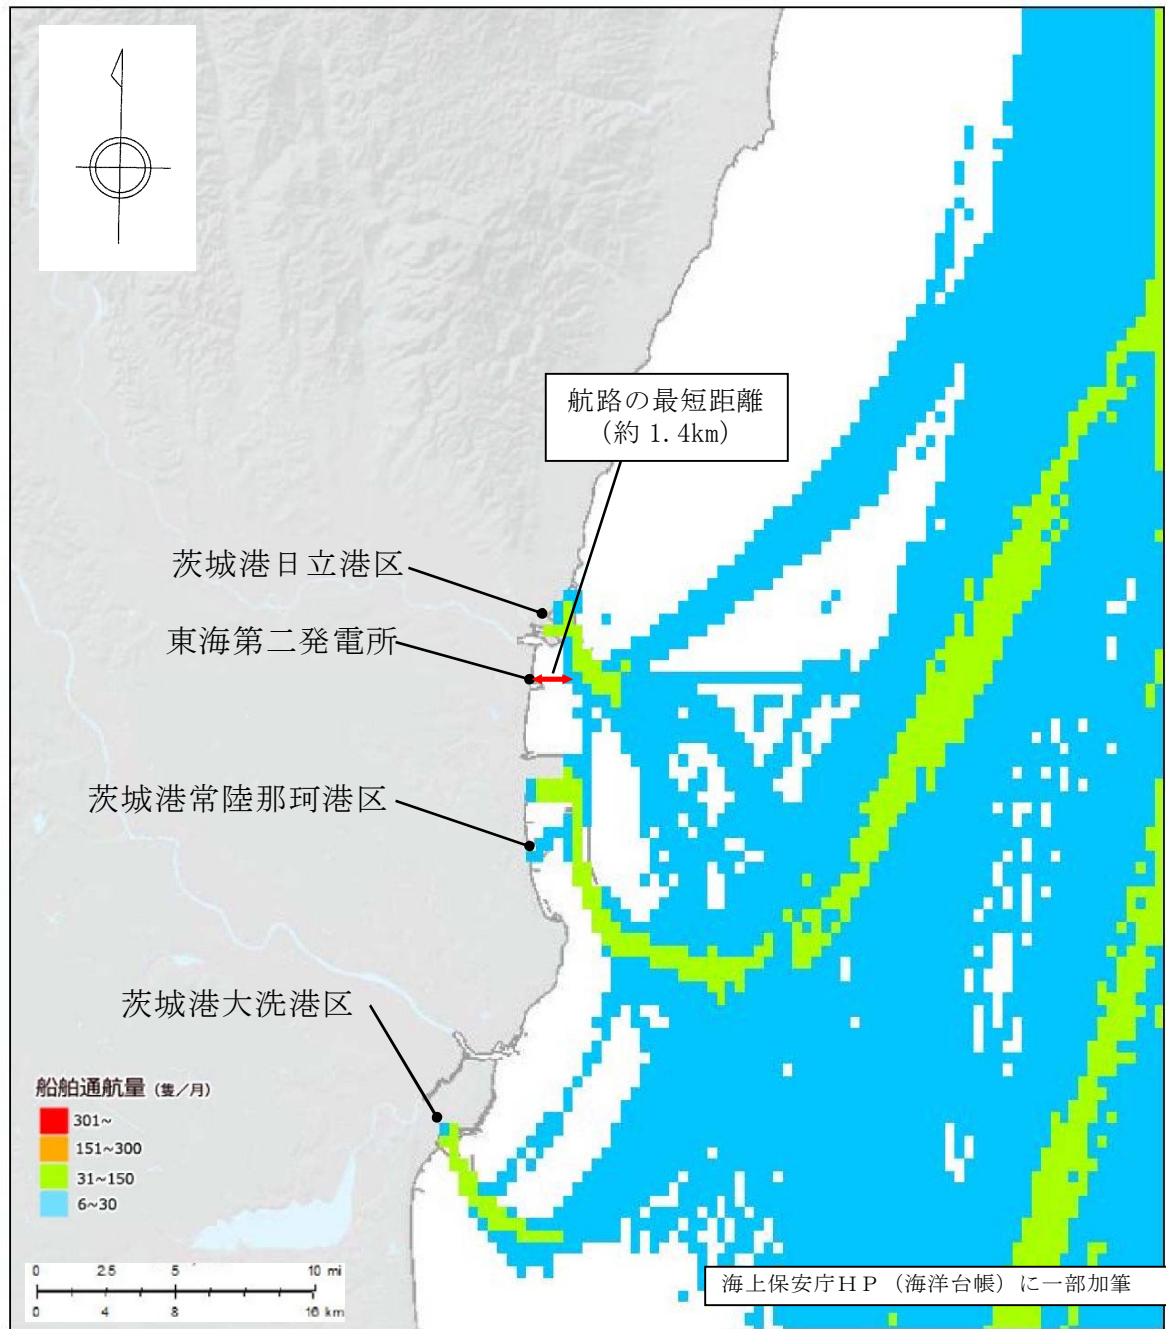 航路の最短距離
(約 1.4km)
茨城港日立港区
東海第二発電所
茨城港常陸那珂港区
茨城港大洗港区
船舶通航量 (隻/月)
301~
151~300
31~150
6~30
0 2.5 5 10 mi
0 4 8 16 km
海上保安庁HP (海洋台帳) に一部加筆